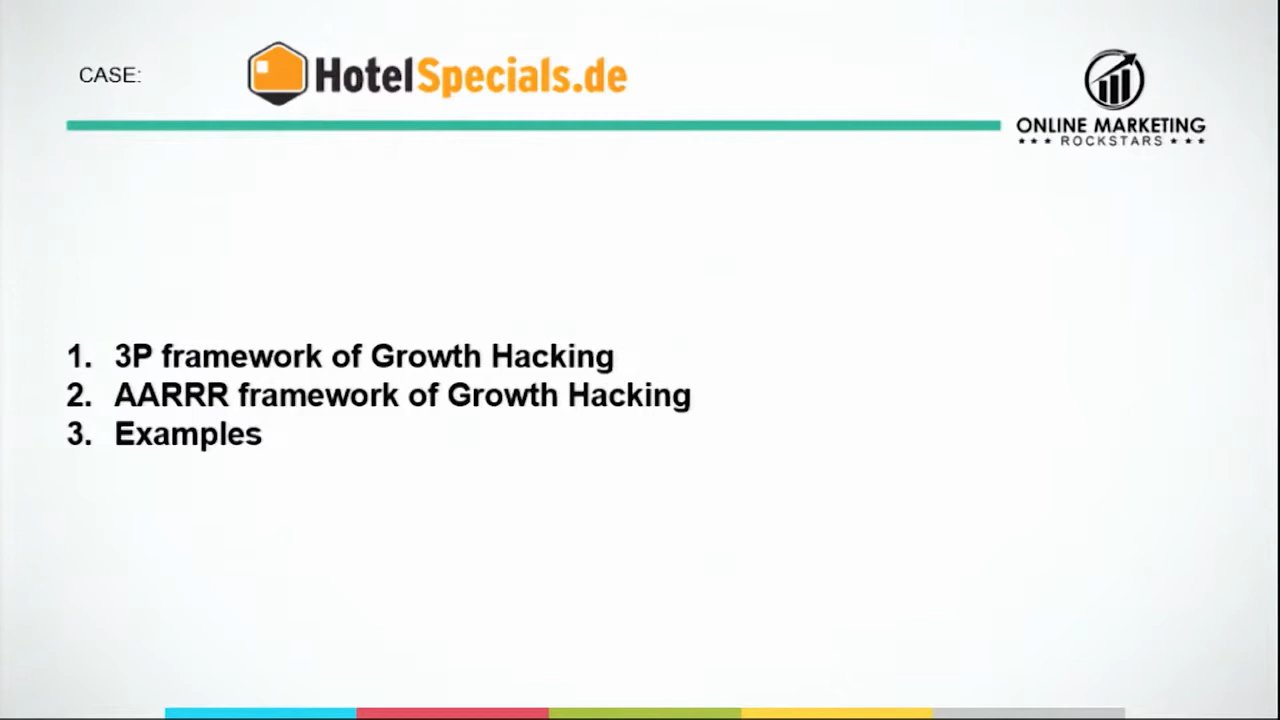 CASE:
HotelSpecials.de
ONLINE MARKETING
★★★ ROCKSTARS ★★★
1. 3P framework of Growth Hacking
2. AARRR framework of Growth Hacking
3. Examples